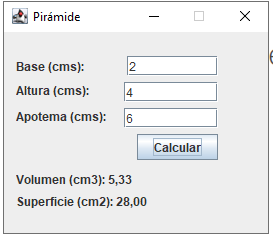 Pirámide
Base (cms): 2
Altura (cms): 4
Apotema (cms): 6
Calcular
Volumen (cm3): 5,33
Superficie (cm2): 28,00